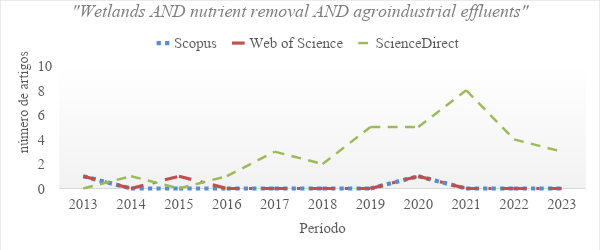 "Wetlands AND nutrient removal AND agroindustrial effluents"
Scopus Web of Science ScienceDirect
número de artigos
10
8
6
4
2
0
2013 2014 2015 2016 2017 2018 2019 2020 2021 2022 2023
Período